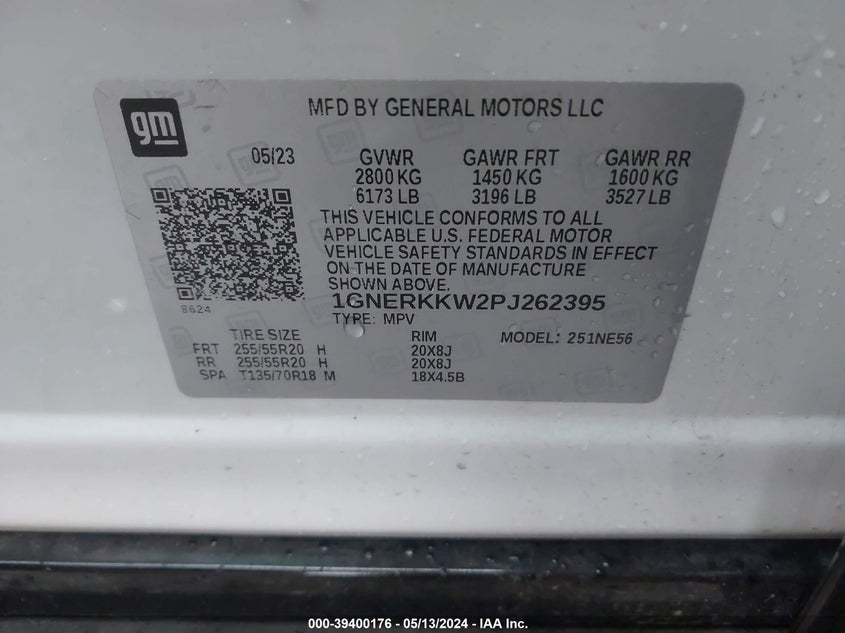 gm
MFD BY GENERAL MOTORS LLC
05/23 GVWR GAWR FRT GAWR RR
2800 KG 1450 KG 1600 KG
6173 LB 3196 LB 3527 LB
THIS VEHICLE CONFORMS TO ALL
APPLICABLE U.S. FEDERAL MOTOR
VEHICLE SAFETY STANDARDS IN EFFECT
ON THE DATE OF MANUFACTURE
SHOWN ABOVE.
1GNERKKW2PJ262395
8624
TYPE: MPV
TIRE SIZE RIM MODEL: 251NE56
FRT 255/55R20 H 20X8J
RR 255/55R20 H 20X8J
SPA T135/70R18 M 18X4.5B
000-39400176 - 05/13/2024 - IAA Inc.